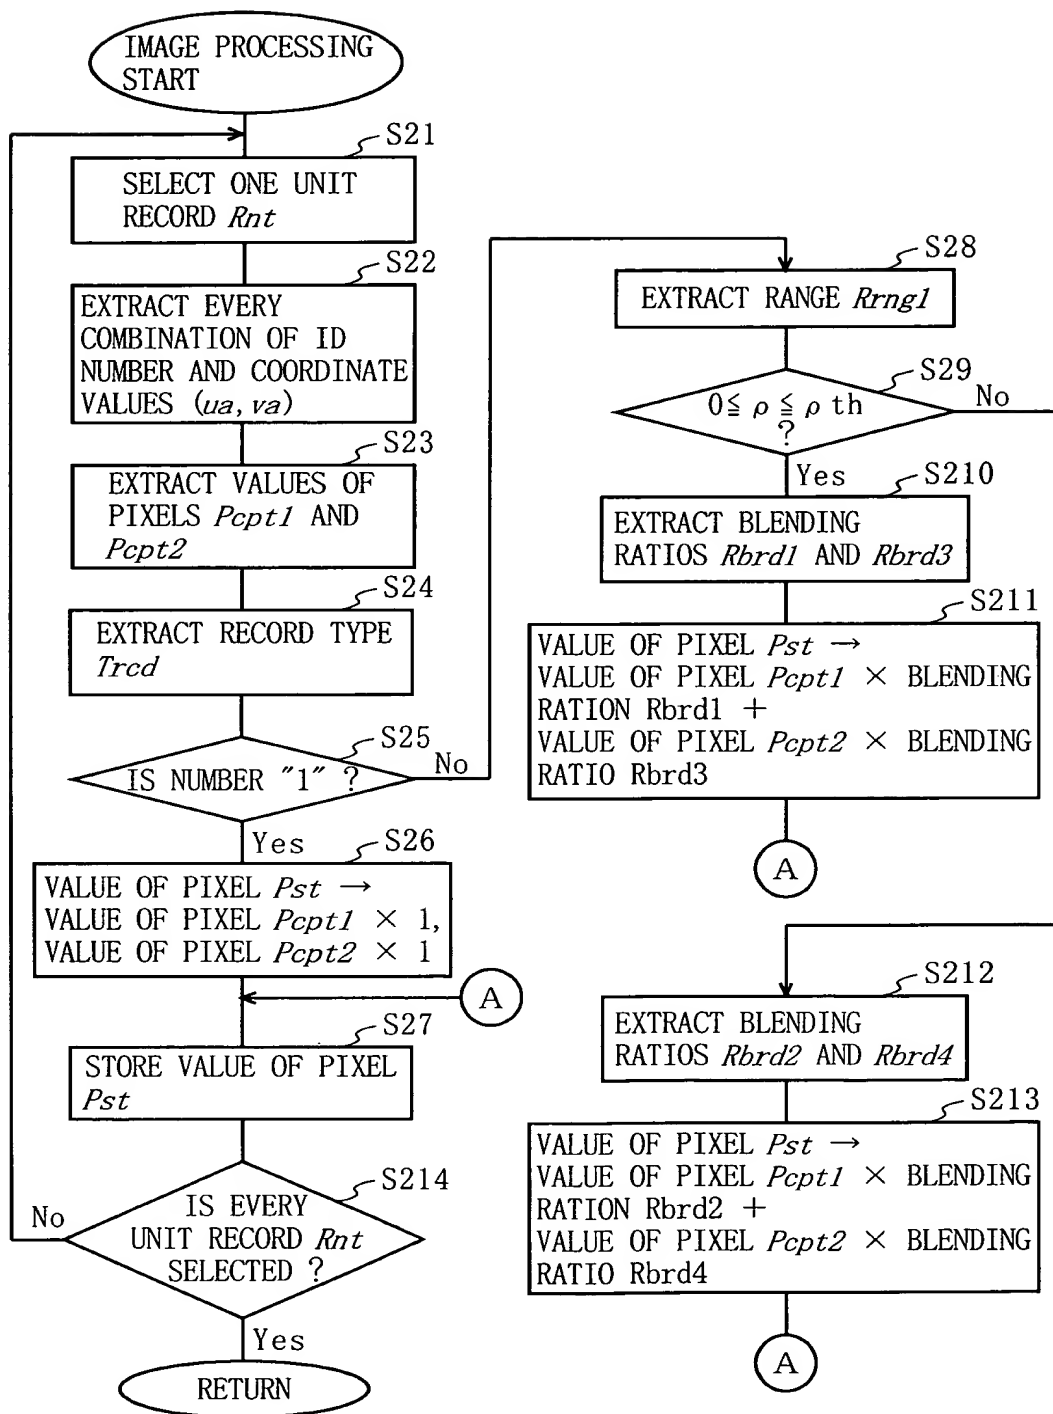 IMAGE PROCESSING
START
S21
SELECT ONE UNIT
RECORD Rnt
S22
EXTRACT EVERY
COMBINATION OF ID
NUMBER AND COORDINATE
VALUES (ua, va)
S23
EXTRACT VALUES OF
PIXELS Pcpt1 AND
Pcpt2
S24
EXTRACT RECORD TYPE
Trcd
S25
IS NUMBER "1" ?
No
Yes
S26
VALUE OF PIXEL Pst →
VALUE OF PIXEL Pcpt1 × 1,
VALUE OF PIXEL Pcpt2 × 1
A
S27
STORE VALUE OF PIXEL
Pst
S214
IS EVERY
UNIT RECORD Rnt
SELECTED ?
No
Yes
RETURN
S28
EXTRACT RANGE Rrng1
S29
0≦ ρ ≦ ρ th
?
No
Yes
S210
EXTRACT BLENDING
RATIOS Rbrd1 AND Rbrd3
S211
VALUE OF PIXEL Pst →
VALUE OF PIXEL Pcpt1 × BLENDING
RATION Rbrd1 +
VALUE OF PIXEL Pcpt2 × BLENDING
RATIO Rbrd3
A
S212
EXTRACT BLENDING
RATIOS Rbrd2 AND Rbrd4
S213
VALUE OF PIXEL Pst →
VALUE OF PIXEL Pcpt1 × BLENDING
RATION Rbrd2 +
VALUE OF PIXEL Pcpt2 × BLENDING
RATIO Rbrd4
A